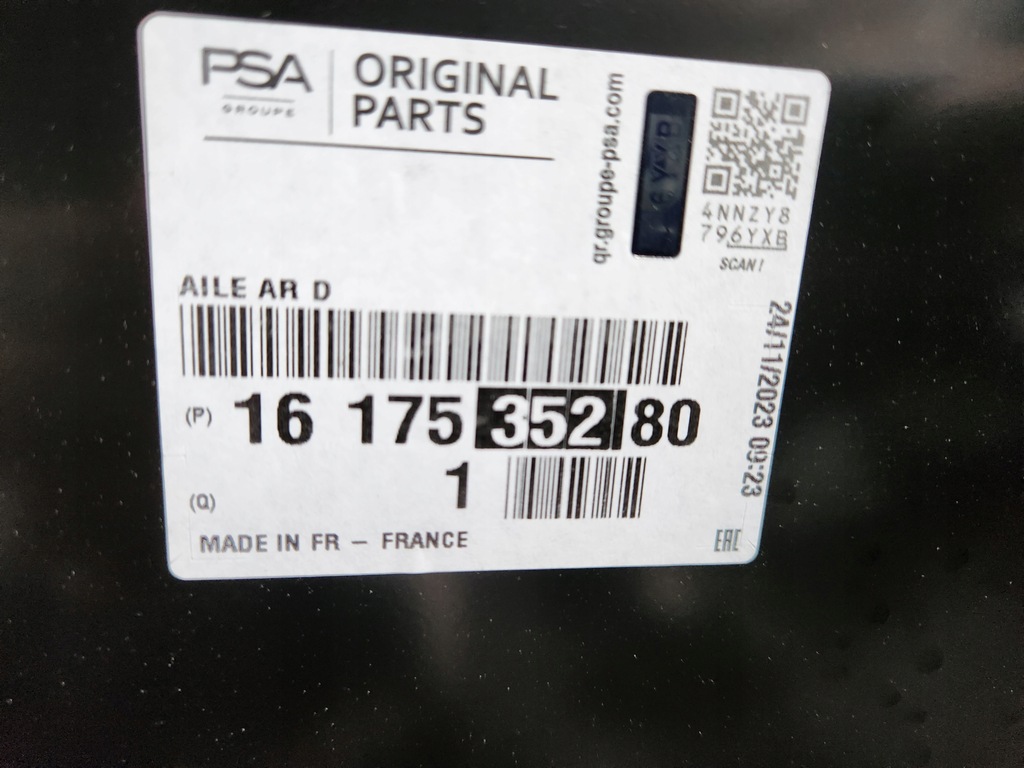 PSA
GROUPE
ORIGINAL
PARTS
qr.groupe-psa.com
6YXB
4NNZY8
796YXB
SCAN!
AILE AR D
24/11/2023 09:23
(P) 16 175 352 80
(Q) 1
MADE IN FR – FRANCE
EAC